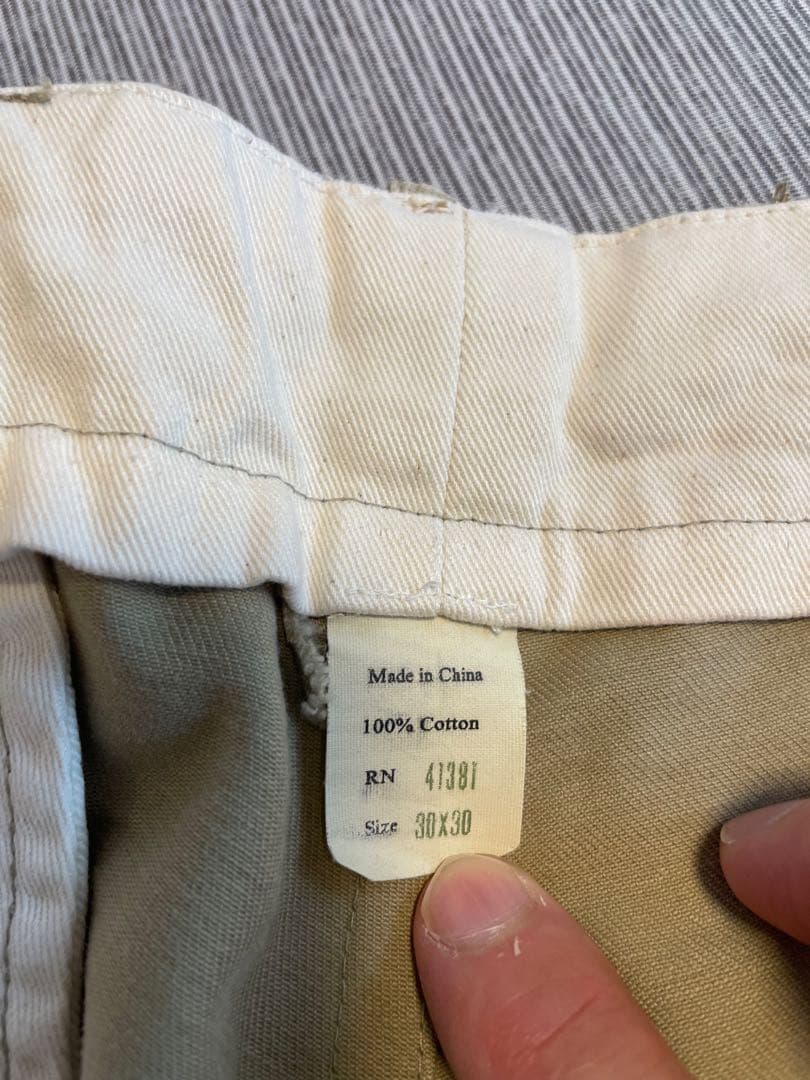 Made in China
100% Cotton
RN 41381
Size 30X30